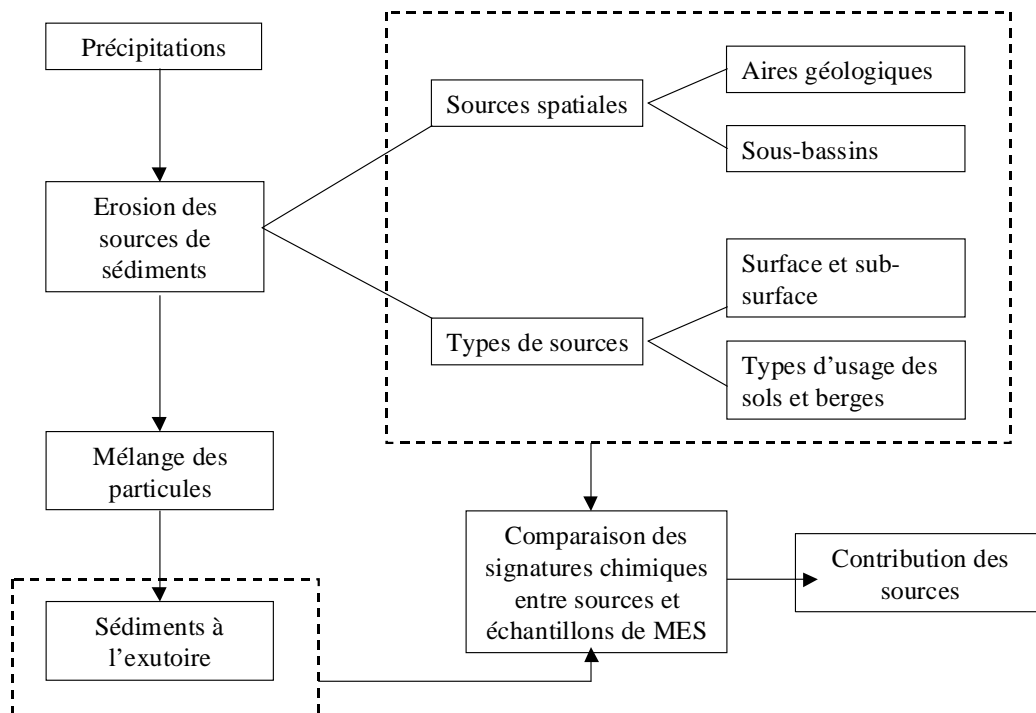 Précipitations
Erosion des
sources de
sédiments
Mélange des
particules
Sédiments à
l'exutoire
Sources spatiales
Aires géologiques
Sous-bassins
Types de sources
Surface et sub-
surface
Types d'usage des
sols et berges
Comparaison des
signatures chimiques
entre sources et
échantillons de MES
Contribution des
sources